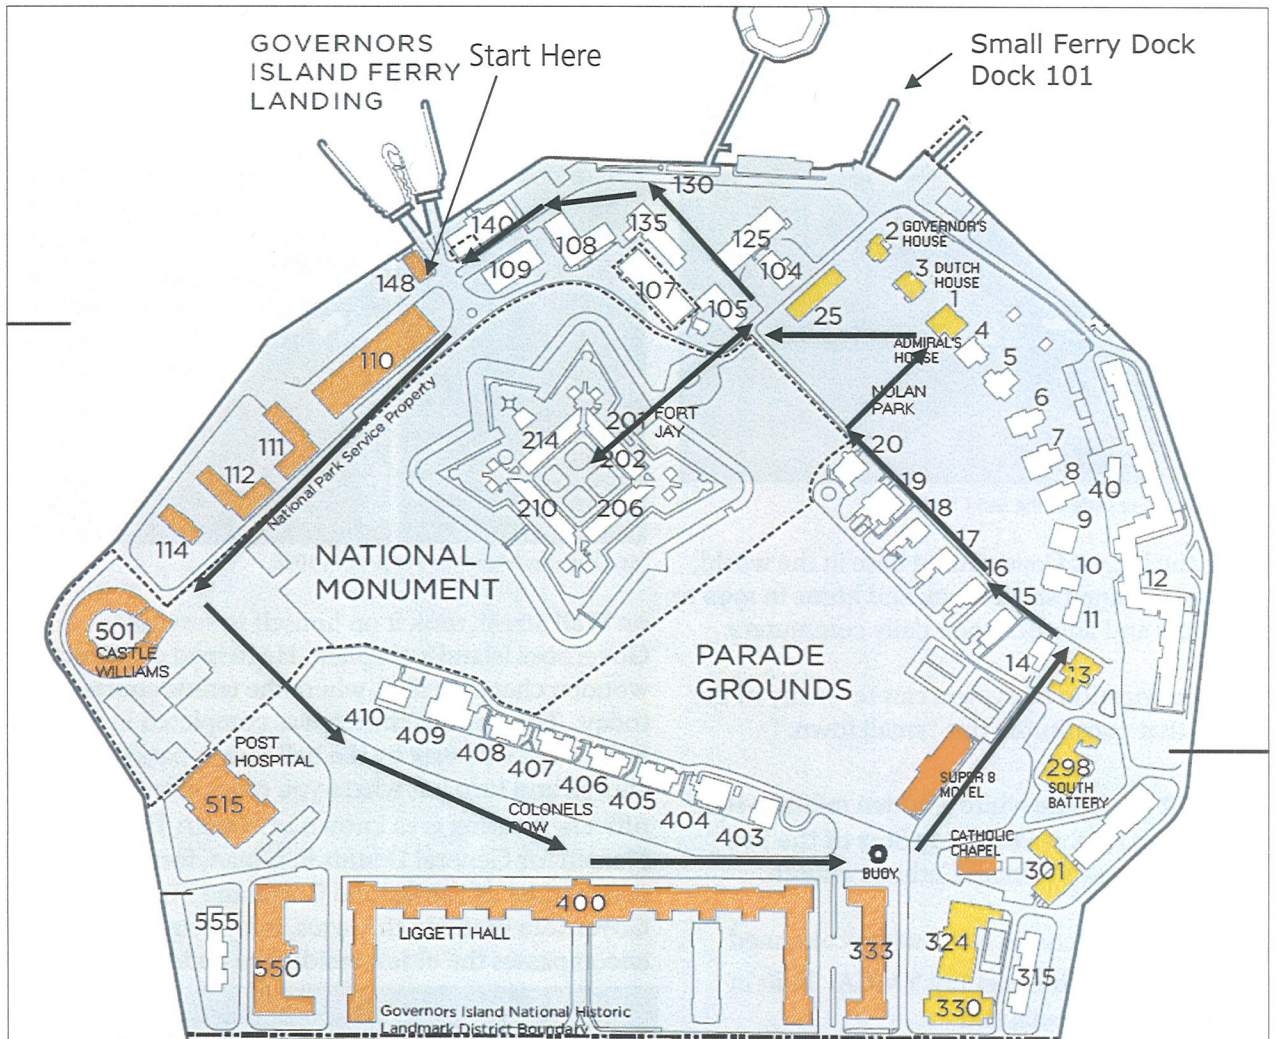 GOVERNORS
ISLAND FERRY
LANDING
Start Here
Small Ferry Dock
Dock 101
130
140
135
108
109
148
107
105
125
104
25
2 GOVERNOR'S
HOUSE
3 DUTCH
HOUSE
1
ADMIRAL'S
HOUSE
4
5
6
7
8
40
9
10
11
12
NOLAN
PARK
110
111
112
114
National Park Service Property
201
FORT
JAY
214
202
210
206
20
19
18
17
16
15
14
13
NATIONAL
MONUMENT
PARADE
GROUNDS
501
CASTLE
WILLIAMS
POST
HOSPITAL
515
410
409
408
407
406
405
404
403
COLONELS
ROW
SUPER 8
MOTEL
298
SOUTH
BATTERY
CATHOLIC
CHAPEL
301
BUOY
555
550
400
LIGGETT HALL
333
324
330
315
Governors Island National Historic
Landmark District Boundary